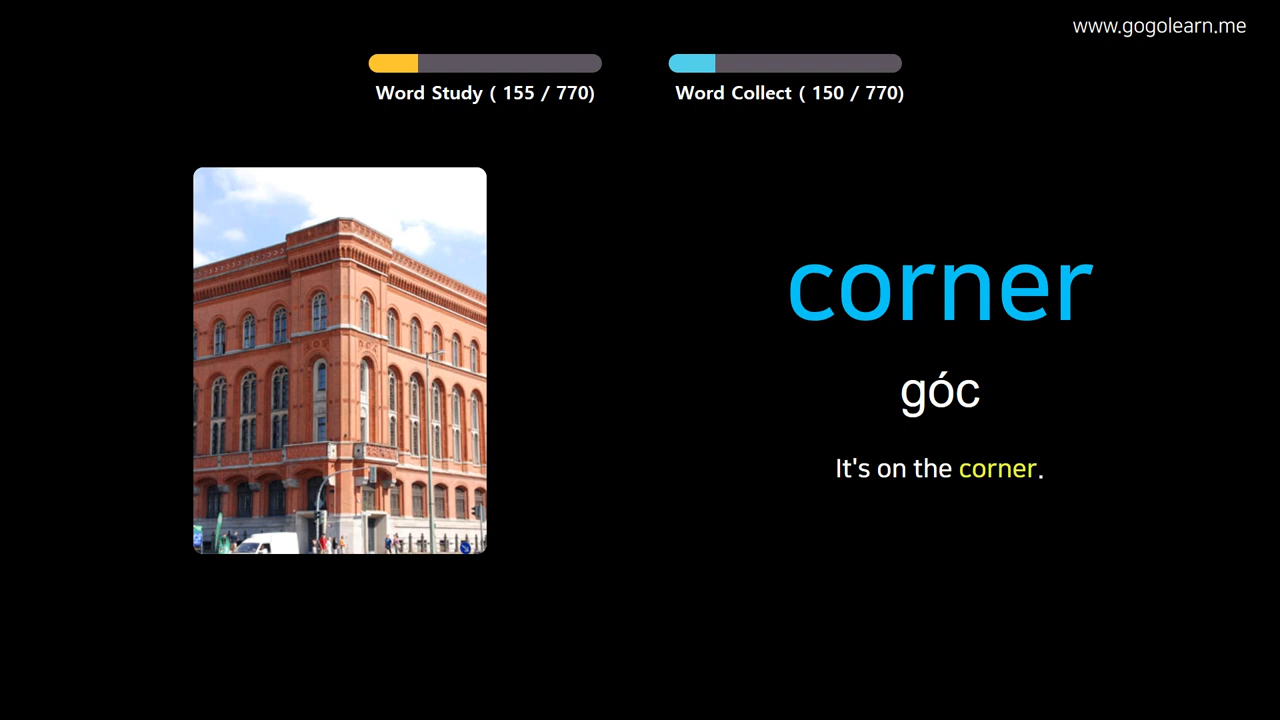 www.gogolearn.me
Word Study ( 155 / 770)
Word Collect ( 150 / 770)
corner
góc
It's on the corner.